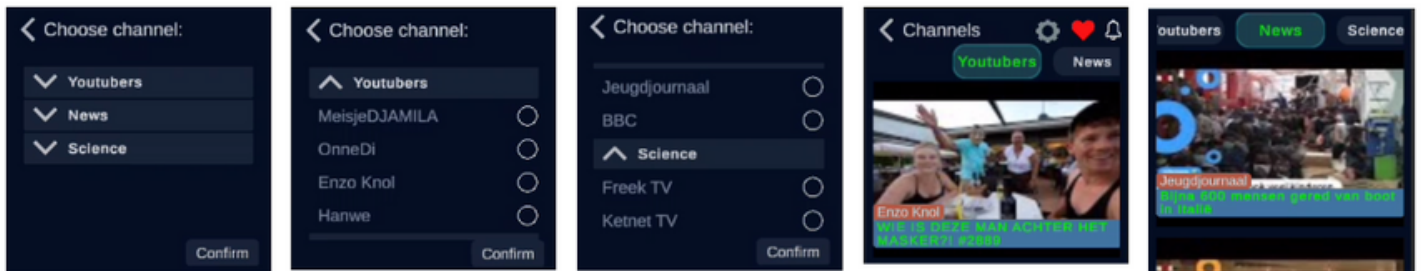 Choose channel:
Youtubers
News
Science
Confirm
Choose channel:
Youtubers
MeisjeDJAMILA
OnneDi
Enzo Knol
Hanwe
Confirm
Choose channel:
Jeugdjournaal
BBC
Science
Freek TV
Ketnet TV
Confirm
Channels
Youtubers News
Enzo Knol
WIE IS DEZE MAN ACHTER HET
MASKER?! #2889
outubers News Science
Jeugdjournaal
Bijna 600 mensen gered van boot
in Italië